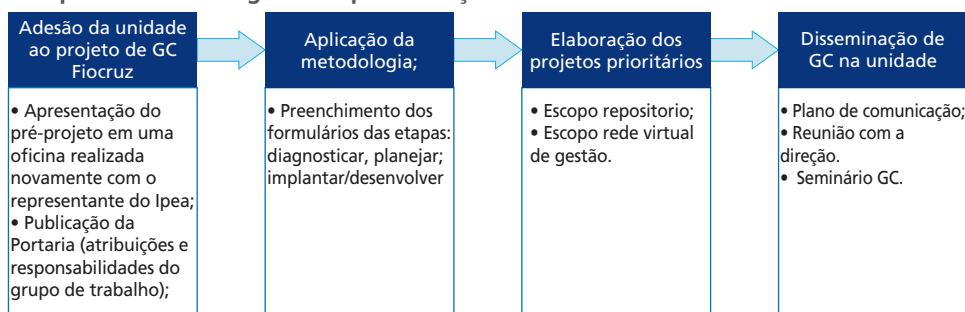 Adesão da unidade
ao projeto de GC
Fiocruz
• Apresentação do
pré-projeto em uma
oficina realizada
novamente com o
representante do Ipea;
• Publicação da
Portaria (atribuições e
responsabilidades do
grupo de trabalho);
Aplicação da
metodologia;
• Preenchimento dos
formulários das etapas:
diagnosticar, planejar;
implantar/desenvolver
Elaboração dos
projetos prioritários
• Escopo repositorio;
• Escopo rede virtual
de gestão.
Disseminação de
GC na unidade
• Plano de comunicação;
• Reunião com a
direção.
• Seminário GC.